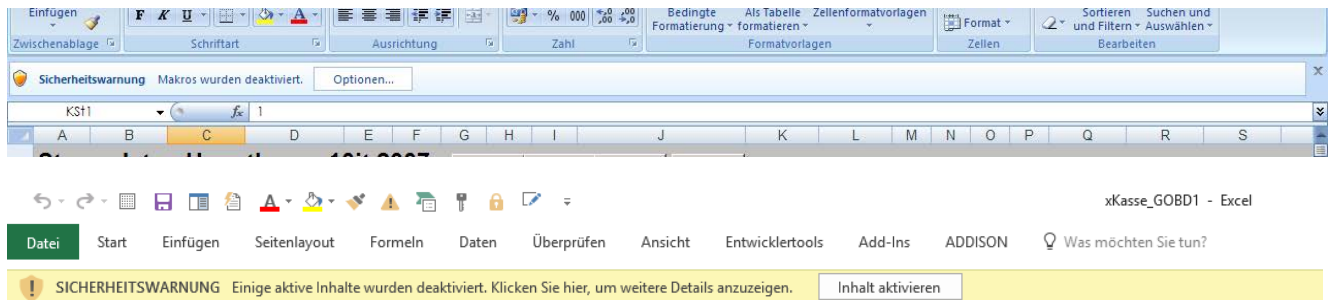 Einfügen F K U A % 000 Bedingte Als Tabelle Zellenformatvorlagen Format Sortieren Suchen und
Formatierung formatieren und Filtern Auswählen
Zwischenablage Schriftart Ausrichtung Zahl Formatvorlagen Zellen Bearbeiten
Sicherheitswarnung Makros wurden deaktiviert. Optionen...
KSt1 fx 1
A B C D E F G H I J K L M N O P Q R S
xKasse_GOBD1 - Excel
Datei Start Einfügen Seitenlayout Formeln Daten Überprüfen Ansicht Entwicklertools Add-Ins ADDISON Was möchten Sie tun?
SICHERHEITSWARNUNG Einige aktive Inhalte wurden deaktiviert. Klicken Sie hier, um weitere Details anzuzeigen. Inhalt aktivieren